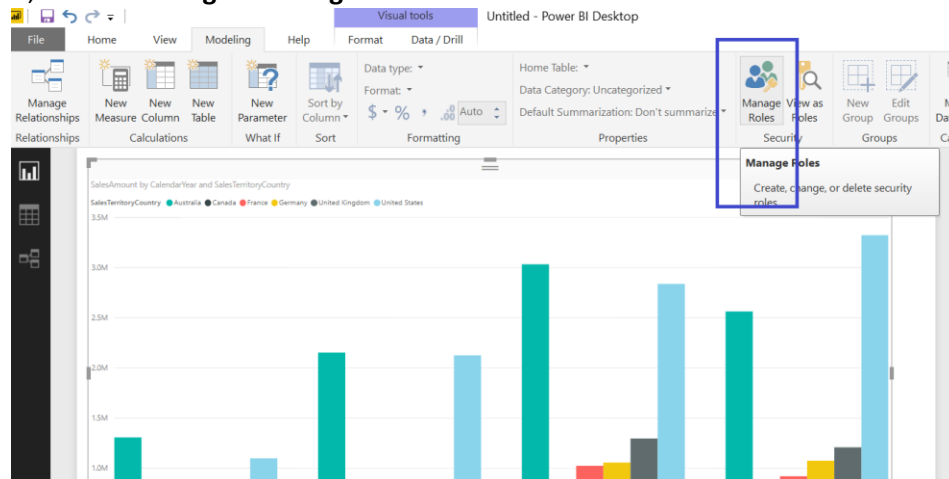 Visual tools
Untitled - Power BI Desktop
File Home View Modeling Help Format Data / Drill
Manage Relationships
New Measure
New Column
New Table
New Parameter
Sort by Column
Data type:
Format:
$ % , .00 Auto
Home Table:
Data Category: Uncategorized
Default Summarization: Don't summarize
Manage Roles
View as Roles
New Group
Edit Groups
Relationships Calculations What If Sort Formatting Properties Security Groups
Manage Roles
Create, change, or delete security
roles.
SalesAmount by CalendarYear and SalesTerritoryCountry
SalesTerritoryCountry Australia Canada France Germany United Kingdom United States
3.5M
3.0M
2.5M
2.0M
1.5M
1.0M